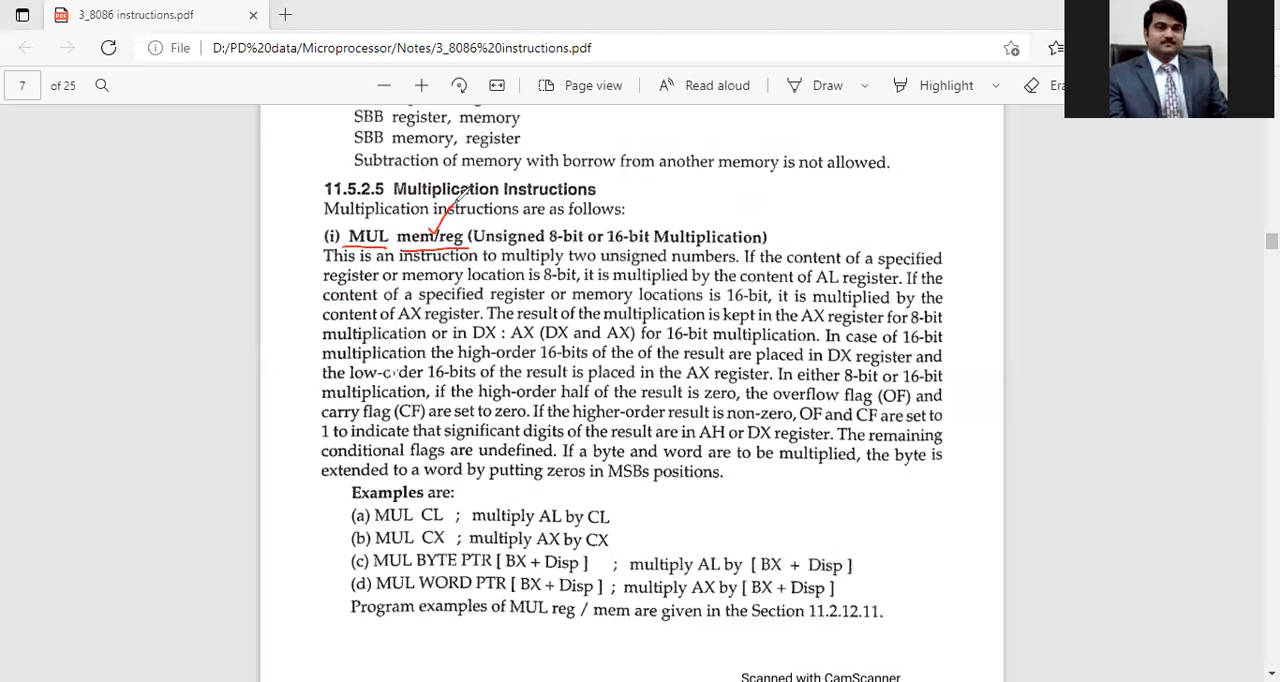 3_8086 instructions.pdf
File D:/PD%20data/Microprocessor/Notes/3_8086%20instructions.pdf
7 of 25 Page view Read aloud Draw Highlight
SBB register, memory
SBB memory, register
Subtraction of memory with borrow from another memory is not allowed.
11.5.2.5 Multiplication Instructions
Multiplication instructions are as follows:
(i) MUL mem/reg (Unsigned 8-bit or 16-bit Multiplication)
This is an instruction to multiply two unsigned numbers. If the content of a specified
register or memory location is 8-bit, it is multiplied by the content of AL register. If the
content of a specified register or memory locations is 16-bit, it is multiplied by the
content of AX register. The result of the multiplication is kept in the AX register for 8-bit
multiplication or in DX : AX (DX and AX) for 16-bit multiplication. In case of 16-bit
multiplication the high-order 16-bits of the of the result are placed in DX register and
the low-order 16-bits of the result is placed in the AX register. In either 8-bit or 16-bit
multiplication, if the high-order half of the result is zero, the overflow flag (OF) and
carry flag (CF) are set to zero. If the higher-order result is non-zero, OF and CF are set to
1 to indicate that significant digits of the result are in AH or DX register. The remaining
conditional flags are undefined. If a byte and word are to be multiplied, the byte is
extended to a word by putting zeros in MSBs positions.
Examples are:
(a) MUL CL ; multiply AL by CL
(b) MUL CX ; multiply AX by CX
(c) MUL BYTE PTR [ BX + Disp ] ; multiply AL by [ BX + Disp ]
(d) MUL WORD PTR [ BX + Disp ] ; multiply AX by [ BX + Disp ]
Program examples of MUL reg / mem are given in the Section 11.2.12.11.
Scanned with CamScanner